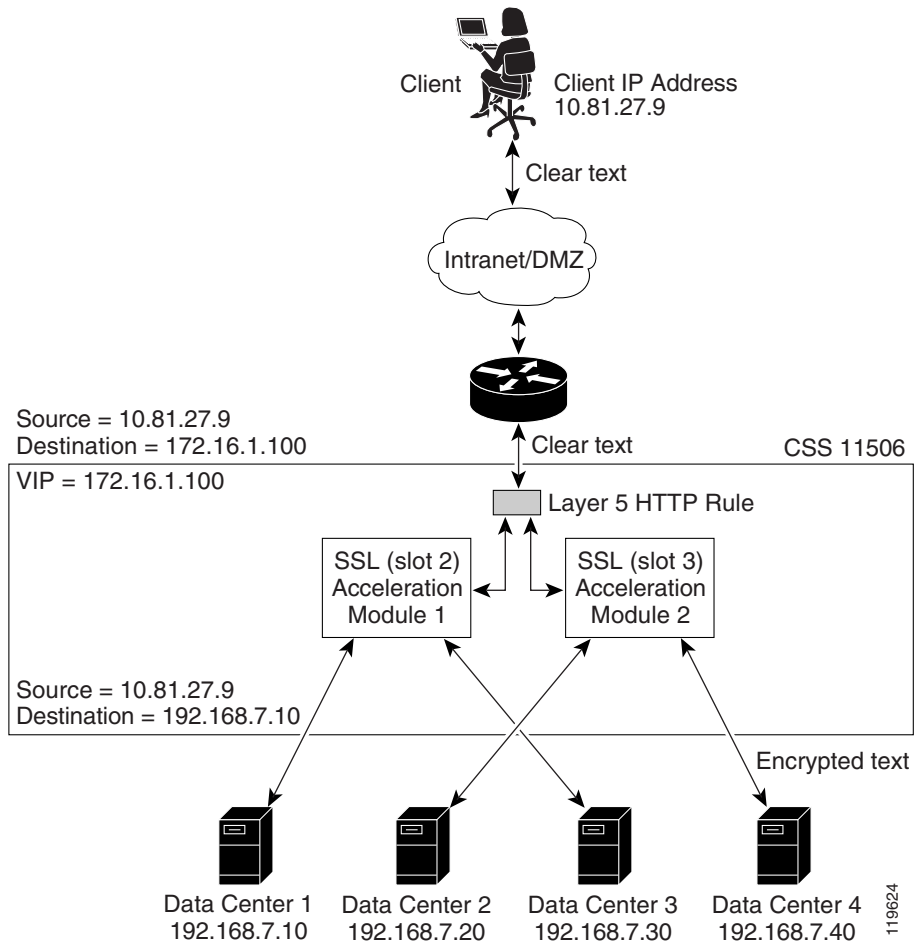 Client
Client IP Address
10.81.27.9
Clear text
Intranet/DMZ
Source = 10.81.27.9
Destination = 172.16.1.100
Clear text
CSS 11506
VIP = 172.16.1.100
Layer 5 HTTP Rule
SSL (slot 2)
Acceleration
Module 1
SSL (slot 3)
Acceleration
Module 2
Source = 10.81.27.9
Destination = 192.168.7.10
Encrypted text
Data Center 1
192.168.7.10
Data Center 2
192.168.7.20
Data Center 3
192.168.7.30
Data Center 4
192.168.7.40
119624